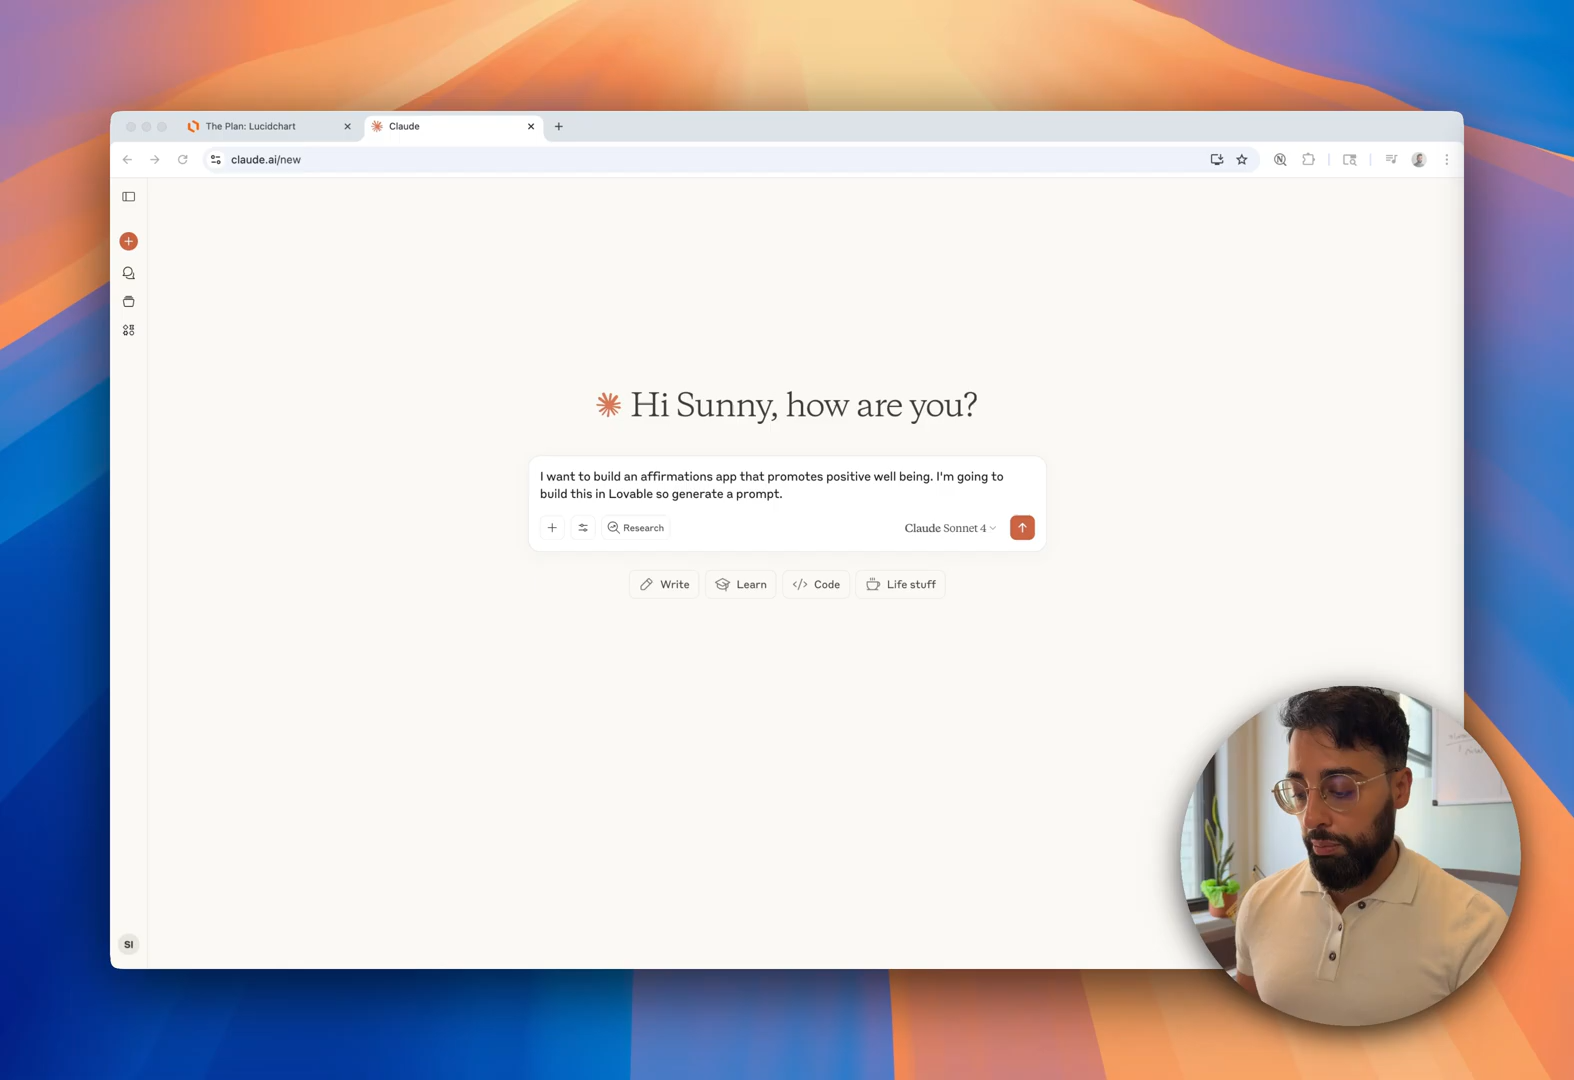 The Plan: Lucidchart
Claude
claude.ai/new
Hi Sunny, how are you?
I want to build an affirmations app that promotes positive well being. I'm going to
build this in Lovable so generate a prompt.
Research
Claude Sonnet 4
Write
Learn
Code
Life stuff
SI